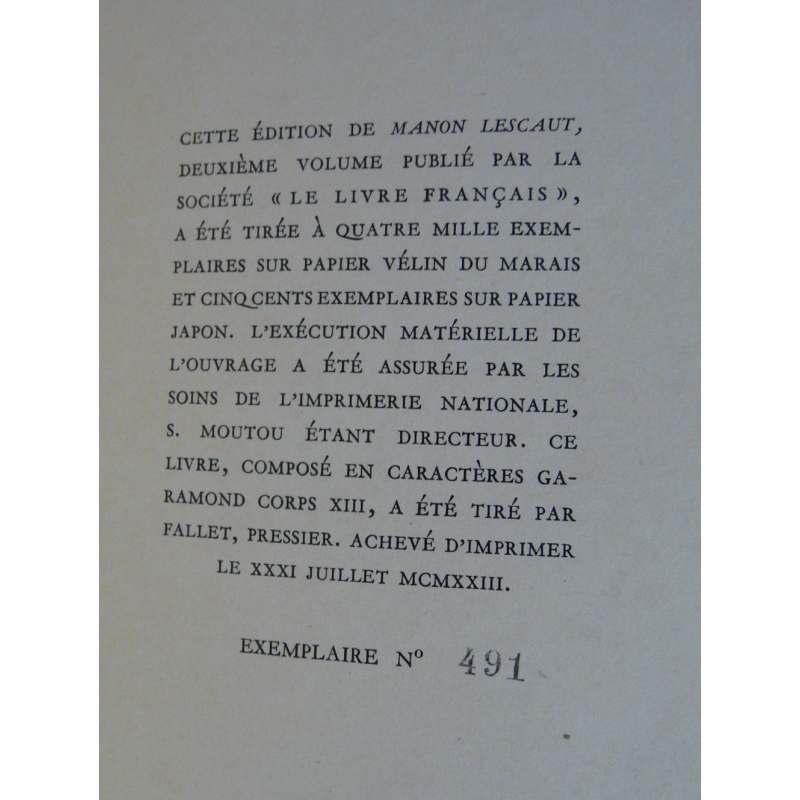 CETTE ÉDITION DE MANON LESCAUT,
DEUXIÈME VOLUME PUBLIÉ PAR LA
SOCIÉTÉ « LE LIVRE FRANÇAIS »,
A ÉTÉ TIRÉE À QUATRE MILLE EXEM-
PLAIRES SUR PAPIER VÉLIN DU MARAIS
ET CINQ CENTS EXEMPLAIRES SUR PAPIER
JAPON. L'EXÉCUTION MATÉRIELLE DE
L'OUVRAGE A ÉTÉ ASSURÉE PAR LES
SOINS DE L'IMPRIMERIE NATIONALE,
S. MOUTOU ÉTANT DIRECTEUR. CE
LIVRE, COMPOSÉ EN CARACTÈRES GA-
RAMOND CORPS XIII, A ÉTÉ TIRÉ PAR
FALLET, PRESSIER. ACHEVÉ D'IMPRIMER
LE XXXI JUILLET MCMXXIII.
EXEMPLAIRE Nº 491